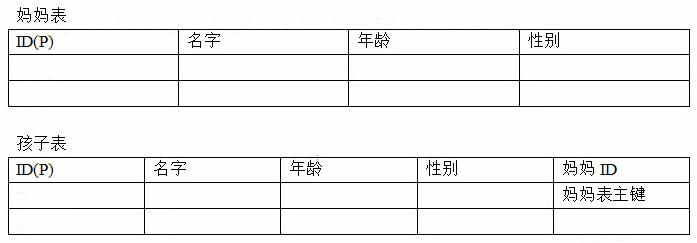 妈妈表
ID(P) 名字 年龄 性别
孩子表
ID(P) 名字 年龄 性别 妈妈 ID
妈妈表主键